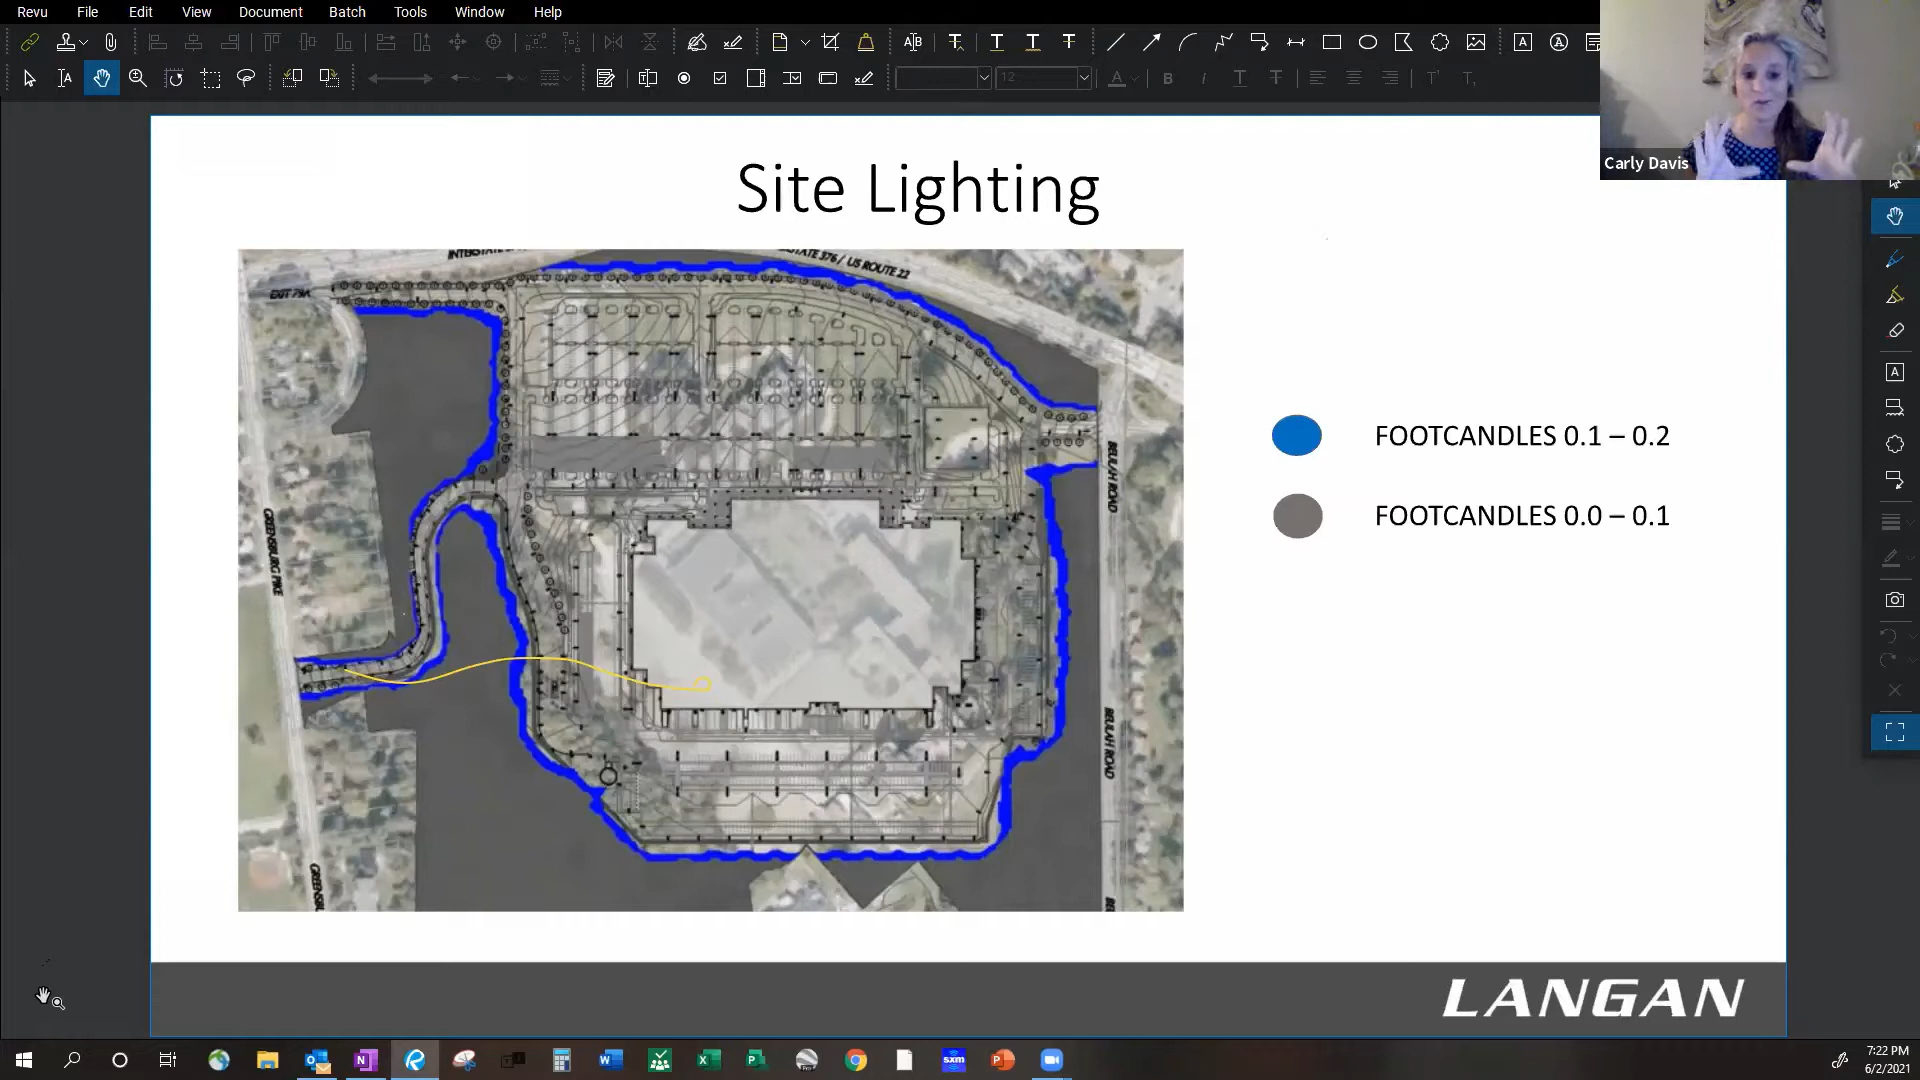 Revu File Edit View Document Batch Tools Window Help
12
Carly Davis
Site Lighting
EXIT 79A
STATE 376 / US ROUTE 22
BEULAH ROAD
GREENSBURG PIKE
BEULAH ROAD
FOOTCANDLES 0.1 – 0.2
FOOTCANDLES 0.0 – 0.1
LANGAN
7:22 PM
6/2/2021